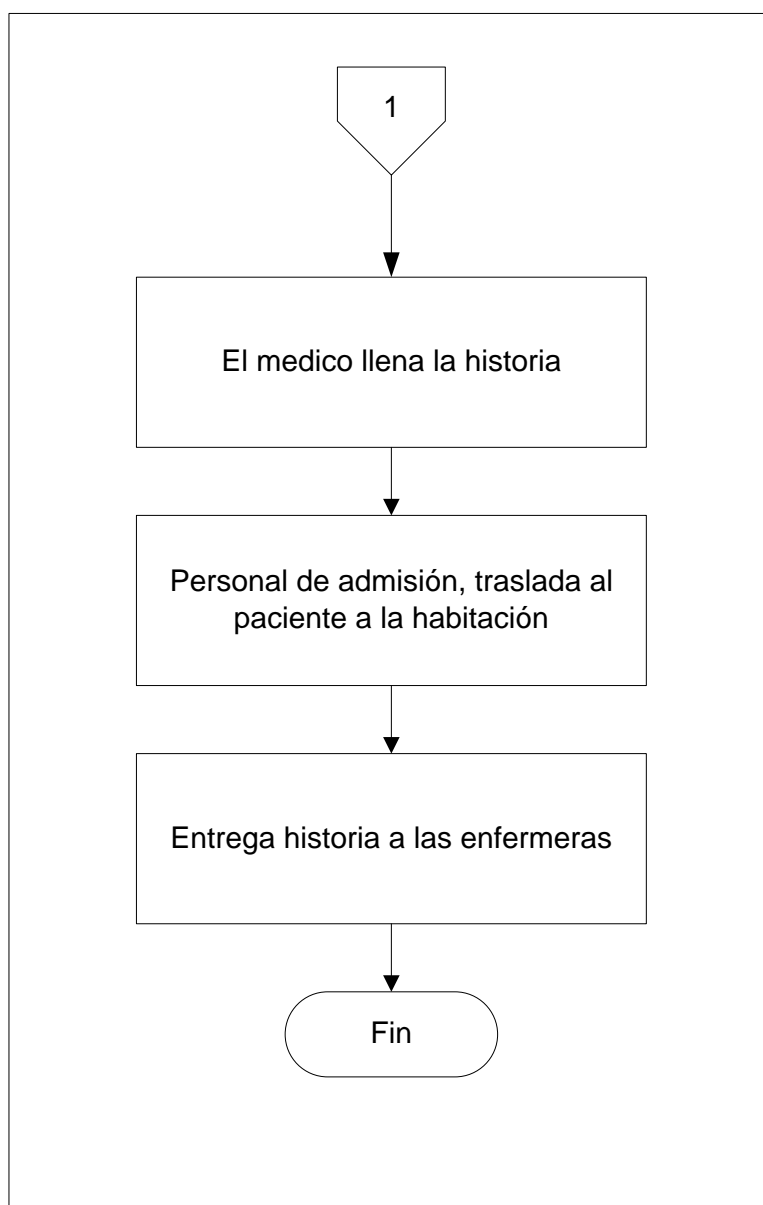 1
El medico llena la historia
Personal de admisión, traslada al
paciente a la habitación
Entrega historia a las enfermeras
Fin